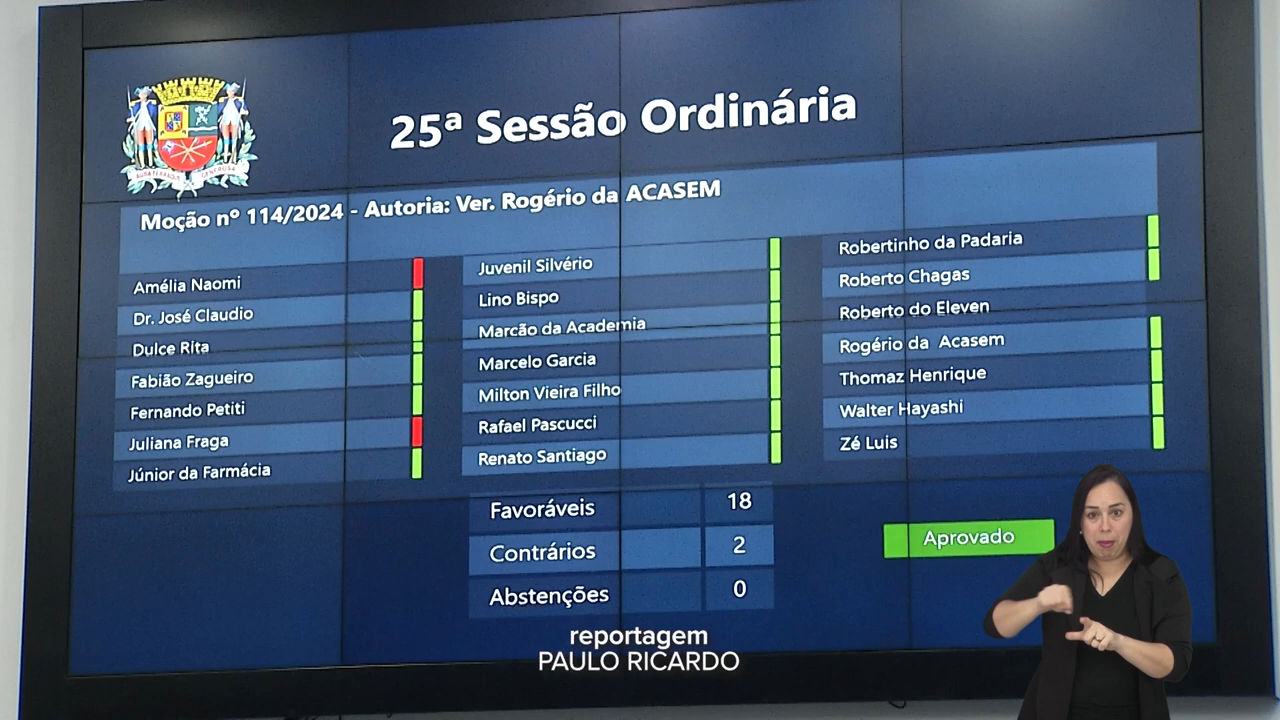 25ª Sessão Ordinária
Moção nº 114/2024 - Autoria: Ver. Rogério da ACASEM
Amélia Naomi
Dr. José Claudio
Dulce Rita
Fabião Zagueiro
Fernando Petiti
Juliana Fraga
Júnior da Farmácia
Juvenil Silvério
Lino Bispo
Marcão da Academia
Marcelo Garcia
Milton Vieira Filho
Rafael Pascucci
Renato Santiago
Robertinho da Padaria
Roberto Chagas
Roberto do Eleven
Rogério da Acasem
Thomaz Henrique
Walter Hayashi
Zé Luis
Favoráveis 18
Contrários 2
Abstenções 0
Aprovado
reportagem
PAULO RICARDO